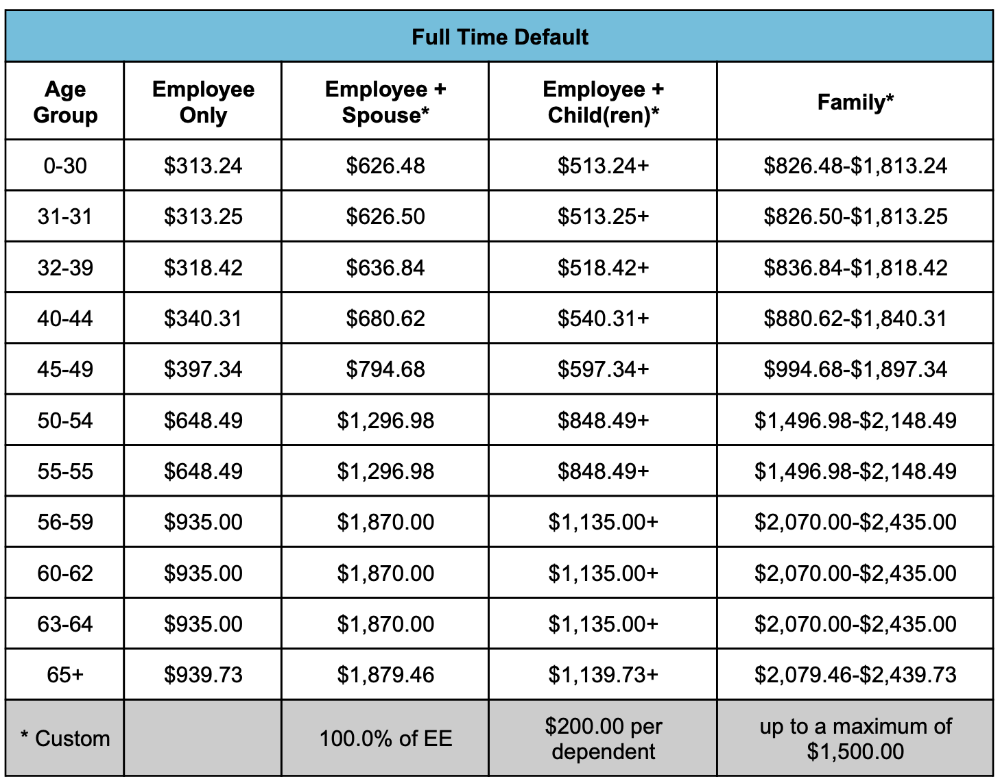 Full Time Default
Age Group Employee Only Employee + Spouse* Employee + Child(ren)* Family*
0-30 $313.24 $626.48 $513.24+ $826.48-$1,813.24
31-31 $313.25 $626.50 $513.25+ $826.50-$1,813.25
32-39 $318.42 $636.84 $518.42+ $836.84-$1,818.42
40-44 $340.31 $680.62 $540.31+ $880.62-$1,840.31
45-49 $397.34 $794.68 $597.34+ $994.68-$1,897.34
50-54 $648.49 $1,296.98 $848.49+ $1,496.98-$2,148.49
55-55 $648.49 $1,296.98 $848.49+ $1,496.98-$2,148.49
56-59 $935.00 $1,870.00 $1,135.00+ $2,070.00-$2,435.00
60-62 $935.00 $1,870.00 $1,135.00+ $2,070.00-$2,435.00
63-64 $935.00 $1,870.00 $1,135.00+ $2,070.00-$2,435.00
65+ $939.73 $1,879.46 $1,139.73+ $2,079.46-$2,439.73
* Custom 100.0% of EE $200.00 per dependent up to a maximum of $1,500.00